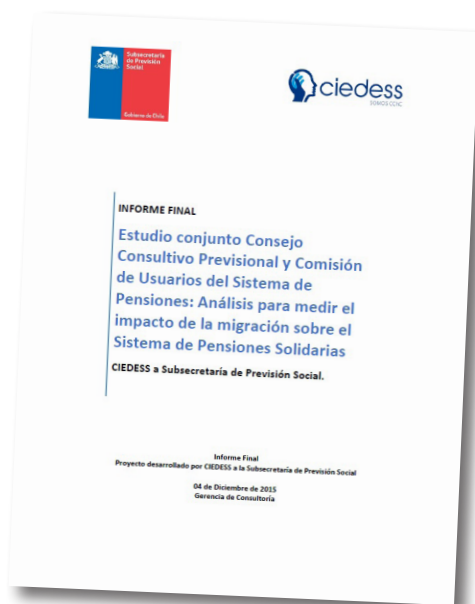 Subsecretaría
de Previsión
Social
Gobierno de Chile
ciedess
SOMOS CChC
INFORME FINAL
Estudio conjunto Consejo
Consultivo Previsional y Comisión
de Usuarios del Sistema de
Pensiones: Análisis para medir el
impacto de la migración sobre el
Sistema de Pensiones Solidarias
CIEDESS a Subsecretaría de Previsión Social.
Informe Final
Proyecto desarrollado por CIEDESS a la Subsecretaría de Previsión Social
04 de Diciembre de 2015
Gerencia de Consultoría